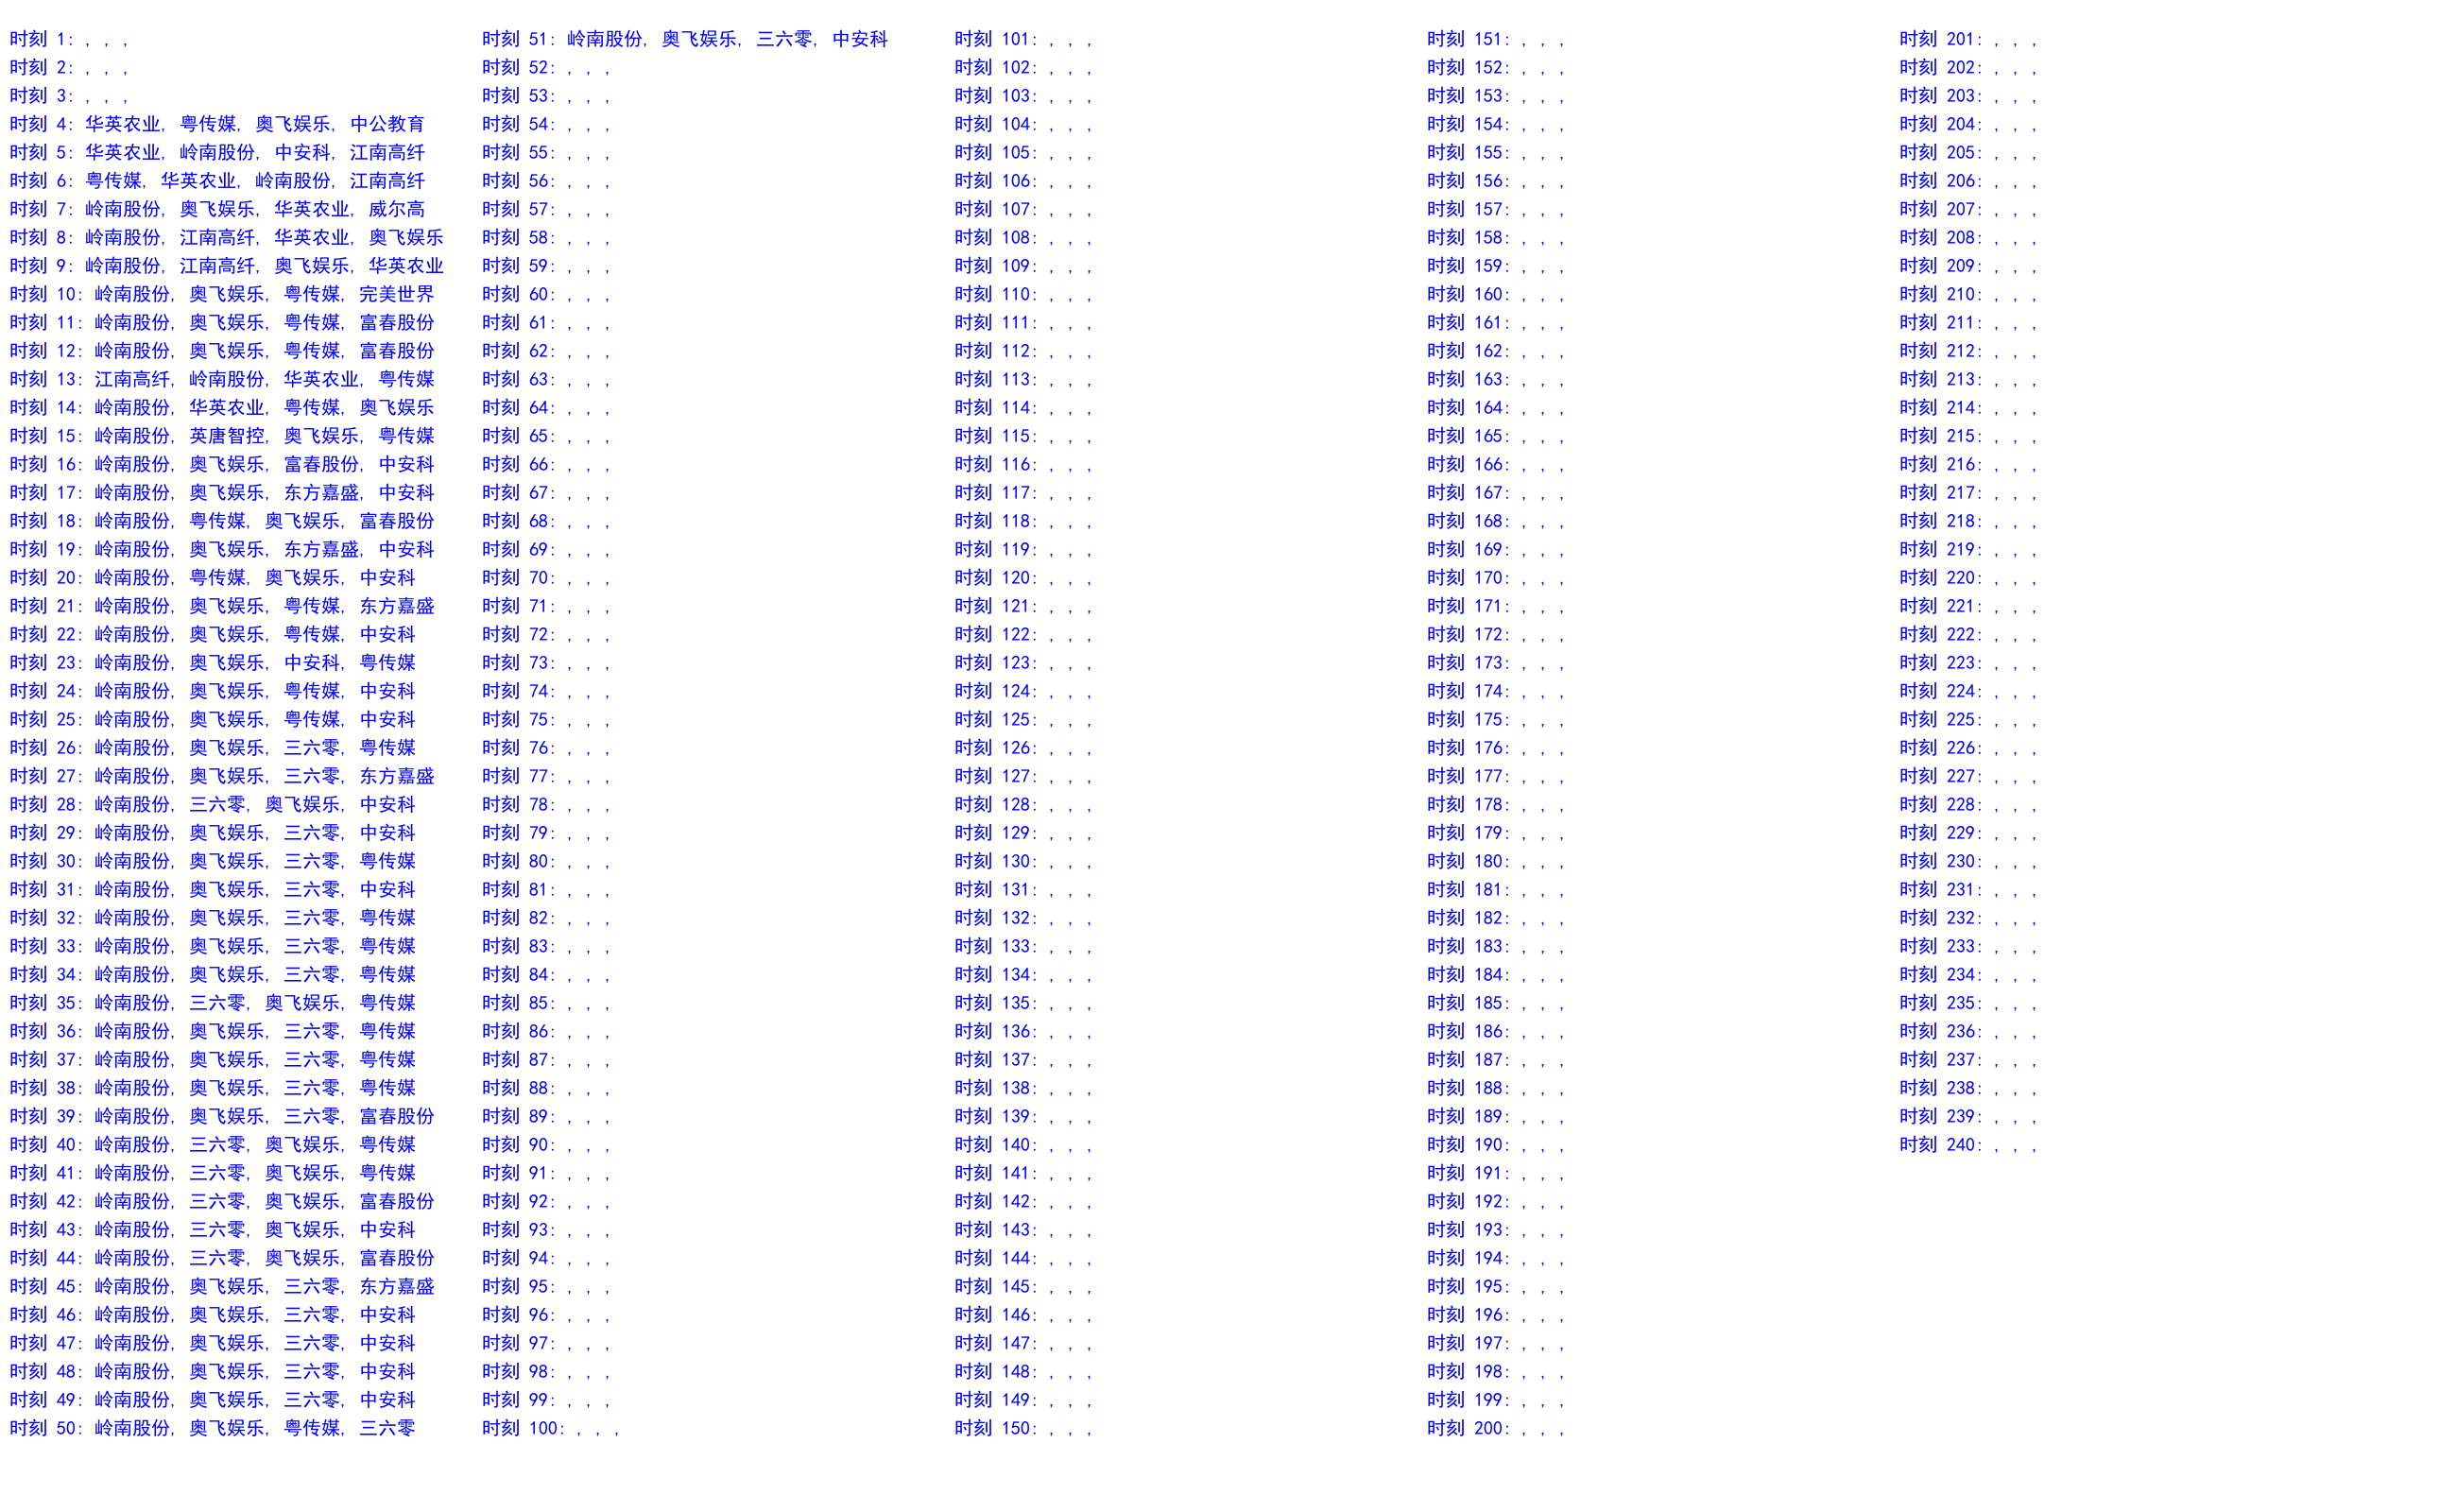 时刻 1: , , ,
时刻 2: , , ,
时刻 3: , , ,
时刻 4: 华英农业, 粤传媒, 奥飞娱乐, 中公教育
时刻 5: 华英农业, 岭南股份, 中安科, 江南高纤
时刻 6: 粤传媒, 华英农业, 岭南股份, 江南高纤
时刻 7: 岭南股份, 奥飞娱乐, 华英农业, 威尔高
时刻 8: 岭南股份, 江南高纤, 华英农业, 奥飞娱乐
时刻 9: 岭南股份, 江南高纤, 奥飞娱乐, 华英农业
时刻 10: 岭南股份, 奥飞娱乐, 粤传媒, 完美世界
时刻 11: 岭南股份, 奥飞娱乐, 粤传媒, 富春股份
时刻 12: 岭南股份, 奥飞娱乐, 粤传媒, 富春股份
时刻 13: 江南高纤, 岭南股份, 华英农业, 粤传媒
时刻 14: 岭南股份, 华英农业, 粤传媒, 奥飞娱乐
时刻 15: 岭南股份, 英唐智控, 奥飞娱乐, 粤传媒
时刻 16: 岭南股份, 奥飞娱乐, 富春股份, 中安科
时刻 17: 岭南股份, 奥飞娱乐, 东方嘉盛, 中安科
时刻 18: 岭南股份, 粤传媒, 奥飞娱乐, 富春股份
时刻 19: 岭南股份, 奥飞娱乐, 东方嘉盛, 中安科
时刻 20: 岭南股份, 粤传媒, 奥飞娱乐, 中安科
时刻 21: 岭南股份, 奥飞娱乐, 粤传媒, 东方嘉盛
时刻 22: 岭南股份, 奥飞娱乐, 粤传媒, 中安科
时刻 23: 岭南股份, 奥飞娱乐, 中安科, 粤传媒
时刻 24: 岭南股份, 奥飞娱乐, 粤传媒, 中安科
时刻 25: 岭南股份, 奥飞娱乐, 粤传媒, 中安科
时刻 26: 岭南股份, 奥飞娱乐, 三六零, 粤传媒
时刻 27: 岭南股份, 奥飞娱乐, 三六零, 东方嘉盛
时刻 28: 岭南股份, 三六零, 奥飞娱乐, 中安科
时刻 29: 岭南股份, 奥飞娱乐, 三六零, 中安科
时刻 30: 岭南股份, 奥飞娱乐, 三六零, 粤传媒
时刻 31: 岭南股份, 奥飞娱乐, 三六零, 中安科
时刻 32: 岭南股份, 奥飞娱乐, 三六零, 粤传媒
时刻 33: 岭南股份, 奥飞娱乐, 三六零, 粤传媒
时刻 34: 岭南股份, 奥飞娱乐, 三六零, 粤传媒
时刻 35: 岭南股份, 三六零, 奥飞娱乐, 粤传媒
时刻 36: 岭南股份, 奥飞娱乐, 三六零, 粤传媒
时刻 37: 岭南股份, 奥飞娱乐, 三六零, 粤传媒
时刻 38: 岭南股份, 奥飞娱乐, 三六零, 粤传媒
时刻 39: 岭南股份, 奥飞娱乐, 三六零, 富春股份
时刻 40: 岭南股份, 三六零, 奥飞娱乐, 粤传媒
时刻 41: 岭南股份, 三六零, 奥飞娱乐, 粤传媒
时刻 42: 岭南股份, 三六零, 奥飞娱乐, 富春股份
时刻 43: 岭南股份, 三六零, 奥飞娱乐, 中安科
时刻 44: 岭南股份, 三六零, 奥飞娱乐, 富春股份
时刻 45: 岭南股份, 奥飞娱乐, 三六零, 东方嘉盛
时刻 46: 岭南股份, 奥飞娱乐, 三六零, 中安科
时刻 47: 岭南股份, 奥飞娱乐, 三六零, 中安科
时刻 48: 岭南股份, 奥飞娱乐, 三六零, 中安科
时刻 49: 岭南股份, 奥飞娱乐, 三六零, 中安科
时刻 50: 岭南股份, 奥飞娱乐, 粤传媒, 三六零
时刻 51: 岭南股份, 奥飞娱乐, 三六零, 中安科
时刻 52: , , ,
时刻 53: , , ,
时刻 54: , , ,
时刻 55: , , ,
时刻 56: , , ,
时刻 57: , , ,
时刻 58: , , ,
时刻 59: , , ,
时刻 60: , , ,
时刻 61: , , ,
时刻 62: , , ,
时刻 63: , , ,
时刻 64: , , ,
时刻 65: , , ,
时刻 66: , , ,
时刻 67: , , ,
时刻 68: , , ,
时刻 69: , , ,
时刻 70: , , ,
时刻 71: , , ,
时刻 72: , , ,
时刻 73: , , ,
时刻 74: , , ,
时刻 75: , , ,
时刻 76: , , ,
时刻 77: , , ,
时刻 78: , , ,
时刻 79: , , ,
时刻 80: , , ,
时刻 81: , , ,
时刻 82: , , ,
时刻 83: , , ,
时刻 84: , , ,
时刻 85: , , ,
时刻 86: , , ,
时刻 87: , , ,
时刻 88: , , ,
时刻 89: , , ,
时刻 90: , , ,
时刻 91: , , ,
时刻 92: , , ,
时刻 93: , , ,
时刻 94: , , ,
时刻 95: , , ,
时刻 96: , , ,
时刻 97: , , ,
时刻 98: , , ,
时刻 99: , , ,
时刻 100: , , ,
时刻 101: , , ,
时刻 102: , , ,
时刻 103: , , ,
时刻 104: , , ,
时刻 105: , , ,
时刻 106: , , ,
时刻 107: , , ,
时刻 108: , , ,
时刻 109: , , ,
时刻 110: , , ,
时刻 111: , , ,
时刻 112: , , ,
时刻 113: , , ,
时刻 114: , , ,
时刻 115: , , ,
时刻 116: , , ,
时刻 117: , , ,
时刻 118: , , ,
时刻 119: , , ,
时刻 120: , , ,
时刻 121: , , ,
时刻 122: , , ,
时刻 123: , , ,
时刻 124: , , ,
时刻 125: , , ,
时刻 126: , , ,
时刻 127: , , ,
时刻 128: , , ,
时刻 129: , , ,
时刻 130: , , ,
时刻 131: , , ,
时刻 132: , , ,
时刻 133: , , ,
时刻 134: , , ,
时刻 135: , , ,
时刻 136: , , ,
时刻 137: , , ,
时刻 138: , , ,
时刻 139: , , ,
时刻 140: , , ,
时刻 141: , , ,
时刻 142: , , ,
时刻 143: , , ,
时刻 144: , , ,
时刻 145: , , ,
时刻 146: , , ,
时刻 147: , , ,
时刻 148: , , ,
时刻 149: , , ,
时刻 150: , , ,
时刻 151: , , ,
时刻 152: , , ,
时刻 153: , , ,
时刻 154: , , ,
时刻 155: , , ,
时刻 156: , , ,
时刻 157: , , ,
时刻 158: , , ,
时刻 159: , , ,
时刻 160: , , ,
时刻 161: , , ,
时刻 162: , , ,
时刻 163: , , ,
时刻 164: , , ,
时刻 165: , , ,
时刻 166: , , ,
时刻 167: , , ,
时刻 168: , , ,
时刻 169: , , ,
时刻 170: , , ,
时刻 171: , , ,
时刻 172: , , ,
时刻 173: , , ,
时刻 174: , , ,
时刻 175: , , ,
时刻 176: , , ,
时刻 177: , , ,
时刻 178: , , ,
时刻 179: , , ,
时刻 180: , , ,
时刻 181: , , ,
时刻 182: , , ,
时刻 183: , , ,
时刻 184: , , ,
时刻 185: , , ,
时刻 186: , , ,
时刻 187: , , ,
时刻 188: , , ,
时刻 189: , , ,
时刻 190: , , ,
时刻 191: , , ,
时刻 192: , , ,
时刻 193: , , ,
时刻 194: , , ,
时刻 195: , , ,
时刻 196: , , ,
时刻 197: , , ,
时刻 198: , , ,
时刻 199: , , ,
时刻 200: , , ,
时刻 201: , , ,
时刻 202: , , ,
时刻 203: , , ,
时刻 204: , , ,
时刻 205: , , ,
时刻 206: , , ,
时刻 207: , , ,
时刻 208: , , ,
时刻 209: , , ,
时刻 210: , , ,
时刻 211: , , ,
时刻 212: , , ,
时刻 213: , , ,
时刻 214: , , ,
时刻 215: , , ,
时刻 216: , , ,
时刻 217: , , ,
时刻 218: , , ,
时刻 219: , , ,
时刻 220: , , ,
时刻 221: , , ,
时刻 222: , , ,
时刻 223: , , ,
时刻 224: , , ,
时刻 225: , , ,
时刻 226: , , ,
时刻 227: , , ,
时刻 228: , , ,
时刻 229: , , ,
时刻 230: , , ,
时刻 231: , , ,
时刻 232: , , ,
时刻 233: , , ,
时刻 234: , , ,
时刻 235: , , ,
时刻 236: , , ,
时刻 237: , , ,
时刻 238: , , ,
时刻 239: , , ,
时刻 240: , , ,